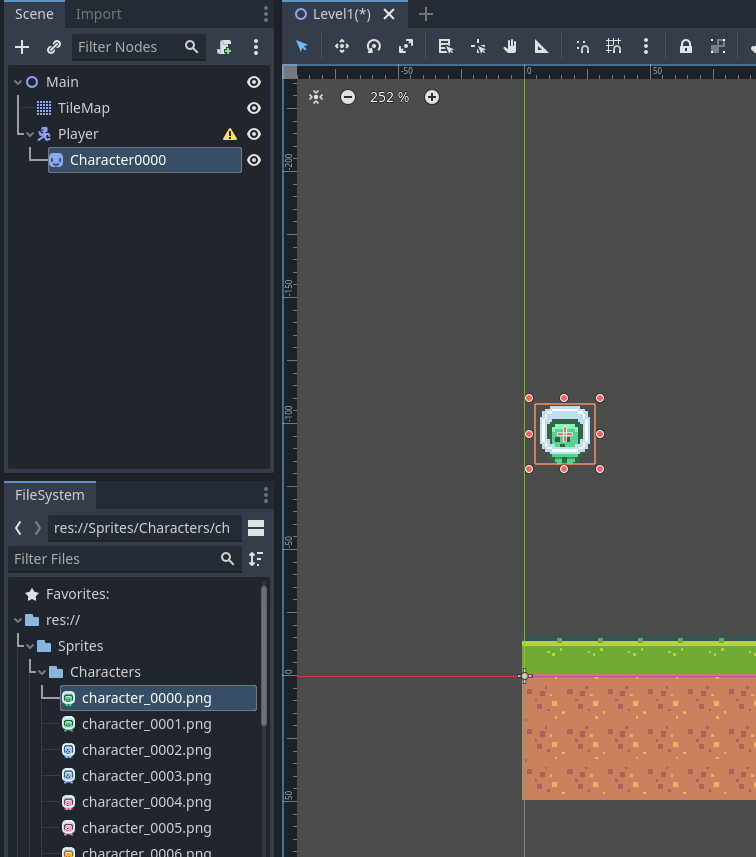 Scene Import
Level1(*)
Filter Nodes
Main
TileMap
Player
Character0000
-50 0 50
252 %
-200
-150
-100
-50
0
50
FileSystem
res://Sprites/Characters/ch
Filter Files
Favorites:
res://
Sprites
Characters
character_0000.png
character_0001.png
character_0002.png
character_0003.png
character_0004.png
character_0005.png
character_0006.png